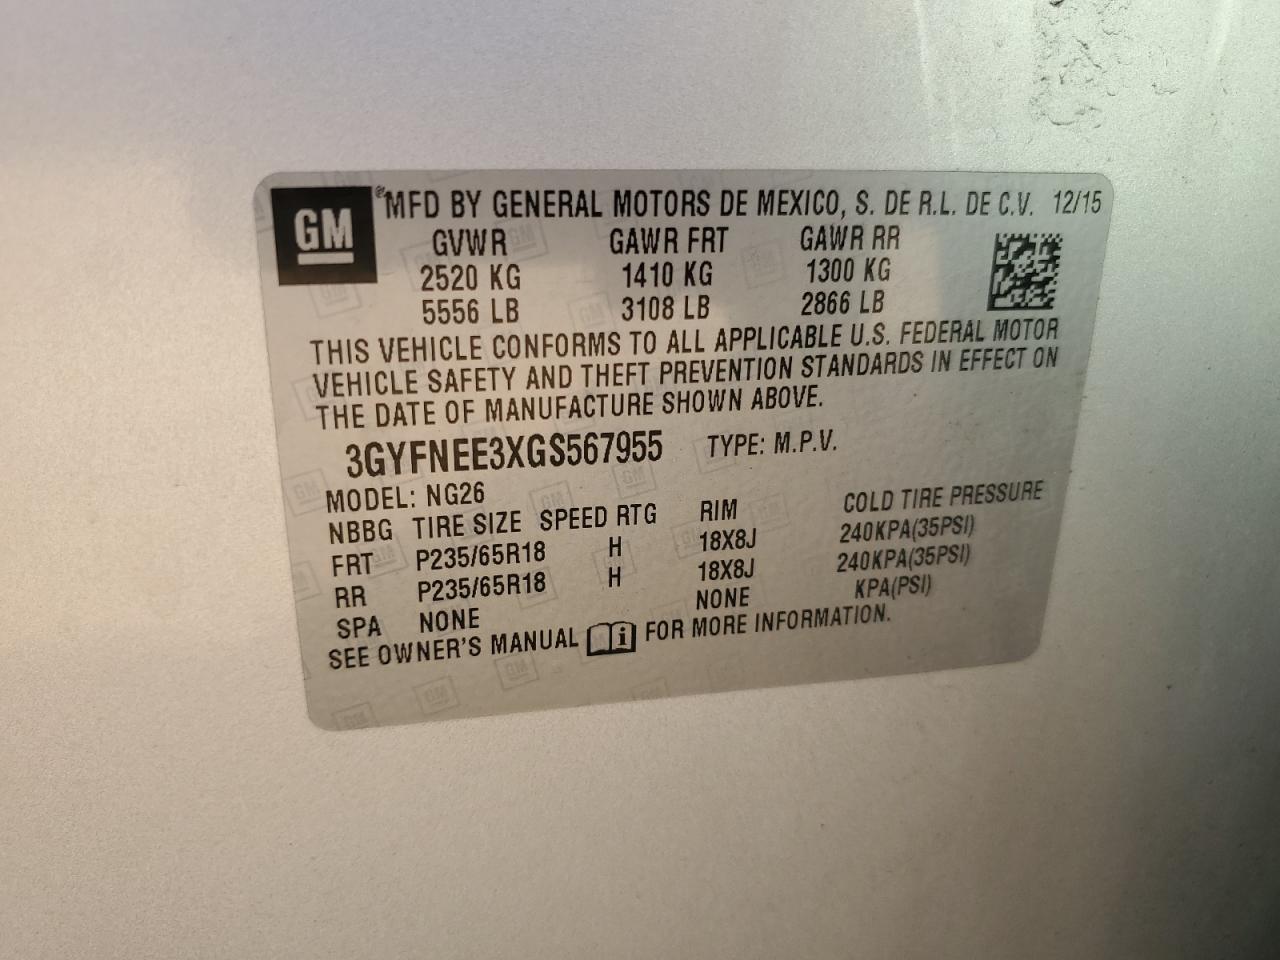 GM ® MFD BY GENERAL MOTORS DE MEXICO, S. DE R.L. DE C.V. 12/15
GVWR GAWR FRT GAWR RR
2520 KG 1410 KG 1300 KG
5556 LB 3108 LB 2866 LB
THIS VEHICLE CONFORMS TO ALL APPLICABLE U.S. FEDERAL MOTOR
VEHICLE SAFETY AND THEFT PREVENTION STANDARDS IN EFFECT ON
THE DATE OF MANUFACTURE SHOWN ABOVE.
3GYFNEE3XGS567955 TYPE: M.P.V.
MODEL: NG26
NBBG TIRE SIZE SPEED RTG RIM COLD TIRE PRESSURE
FRT P235/65R18 H 18X8J 240KPA(35PSI)
RR P235/65R18 H 18X8J 240KPA(35PSI)
SPA NONE NONE KPA(PSI)
SEE OWNER'S MANUAL i FOR MORE INFORMATION.